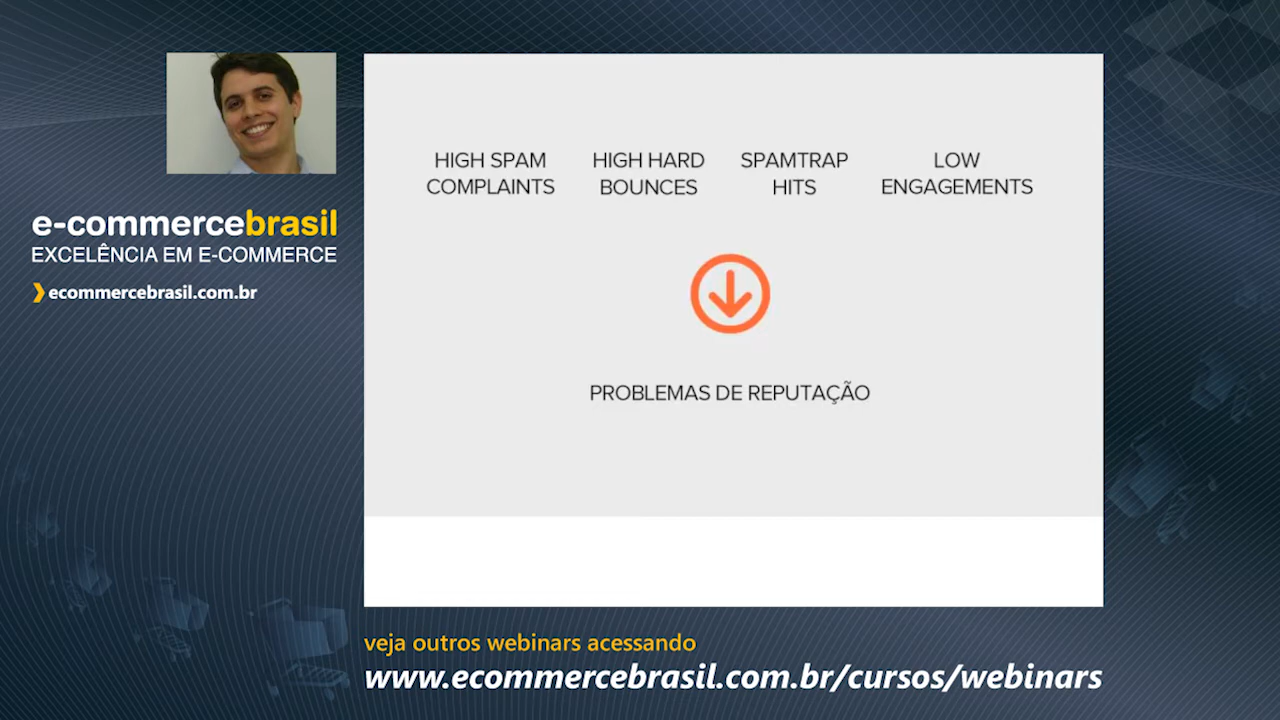 e-commercebrasil
EXCELÊNCIA EM E-COMMERCE
ecommercebrasil.com.br
HIGH SPAM
COMPLAINTS
HIGH HARD
BOUNCES
SPAMTRAP
HITS
LOW
ENGAGEMENTS
PROBLEMAS DE REPUTAÇÃO
veja outros webinars acessando
www.ecommercebrasil.com.br/cursos/webinars